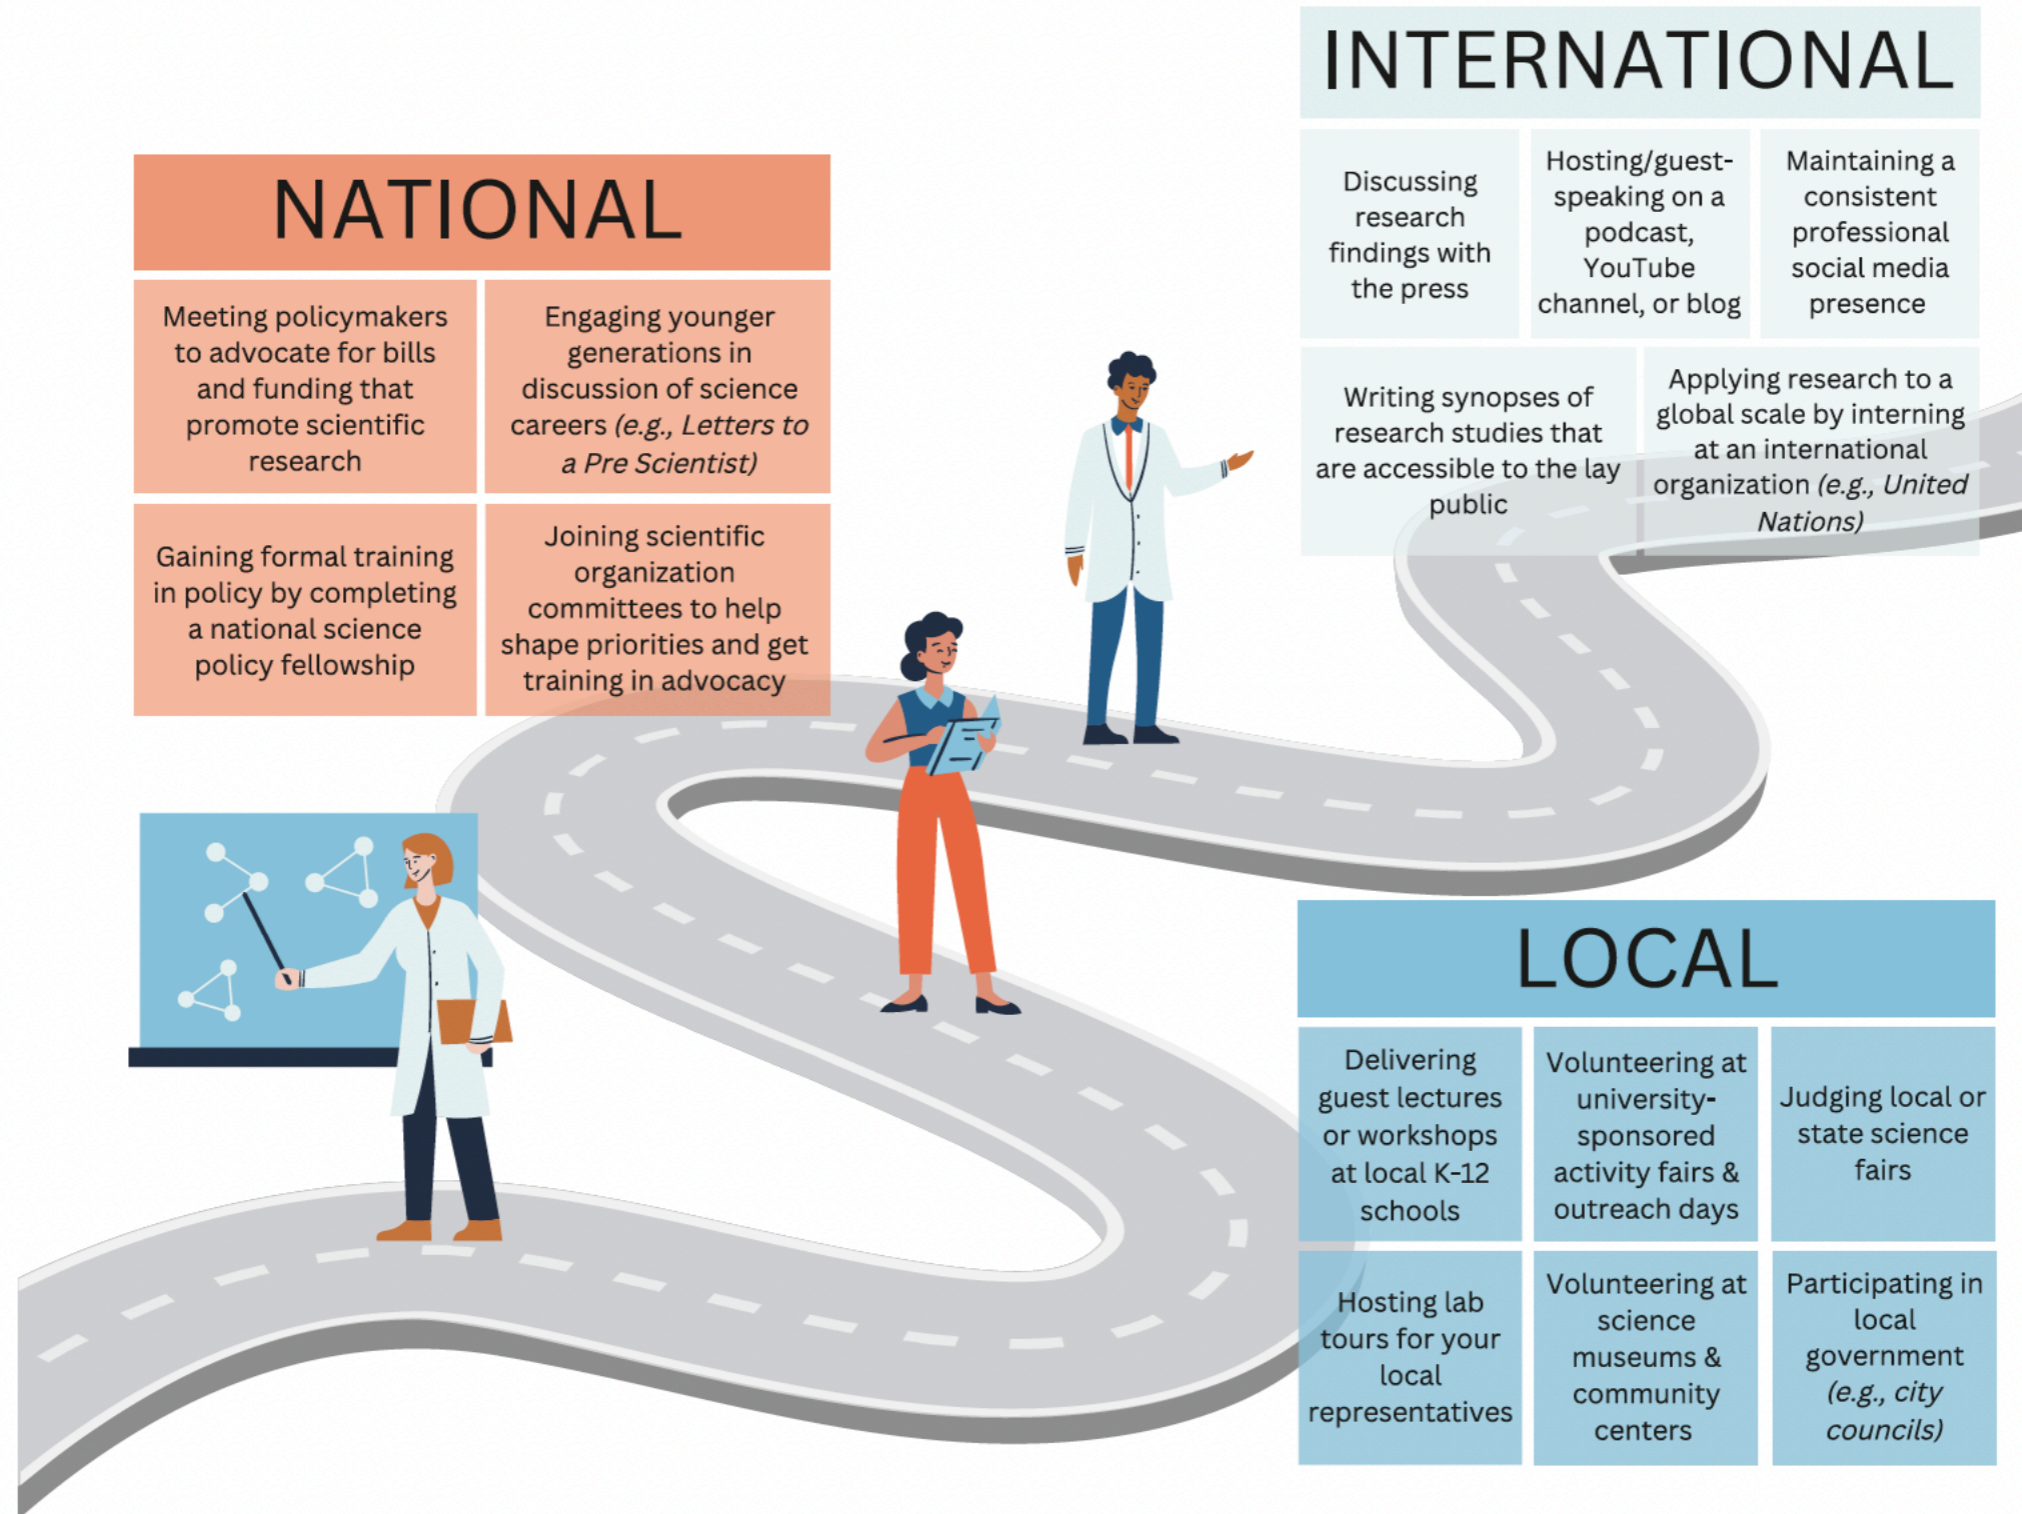 INTERNATIONAL
Discussing
research
findings with
the press
Hosting/guest-
speaking on a
podcast,
YouTube
channel, or blog
Maintaining a
consistent
professional
social media
presence
Writing synopses of
research studies that
are accessible to the lay
public
Applying research to a
global scale by interning
at an international
organization (e.g., United
Nations)
NATIONAL
Meeting policymakers
to advocate for bills
and funding that
promote scientific
research
Engaging younger
generations in
discussion of science
careers (e.g., Letters to
a Pre Scientist)
Gaining formal training
in policy by completing
a national science
policy fellowship
Joining scientific
organization
committees to help
shape priorities and get
training in advocacy
LOCAL
Delivering
guest lectures
or workshops
at local K-12
schools
Volunteering at
university-
sponsored
activity fairs &
outreach days
Judging local or
state science
fairs
Hosting lab
tours for your
local
representatives
Volunteering at
science
museums &
community
centers
Participating in
local
government
(e.g., city
councils)